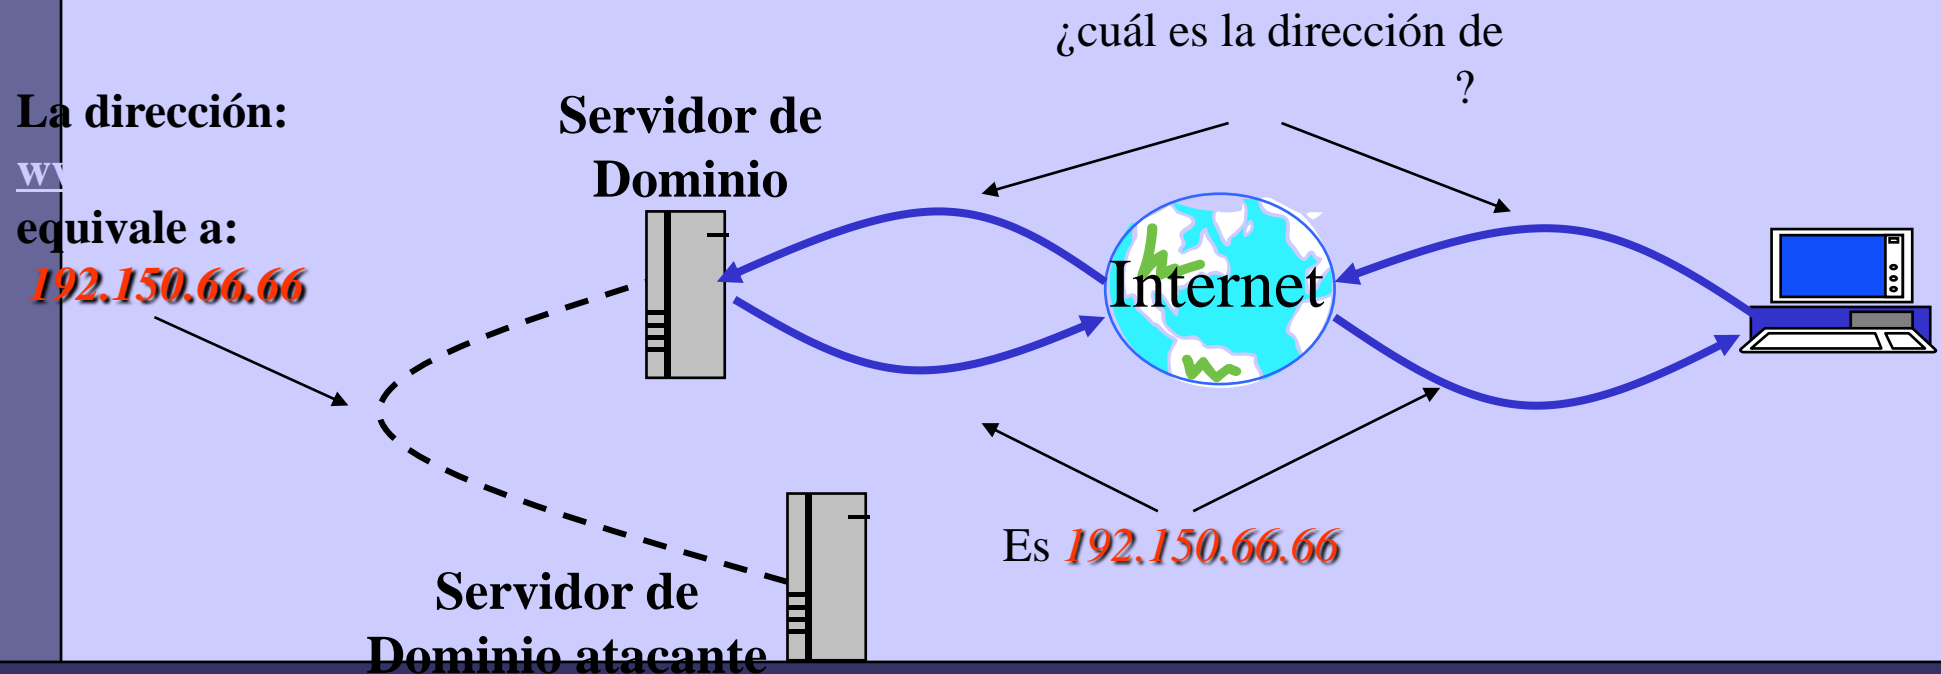 ¿cuál es la dirección de
?
La dirección:
equivale a:
192.150.66.66
Servidor de
Dominio
Internet
Es 192.150.66.66
Servidor de
Dominio atacante